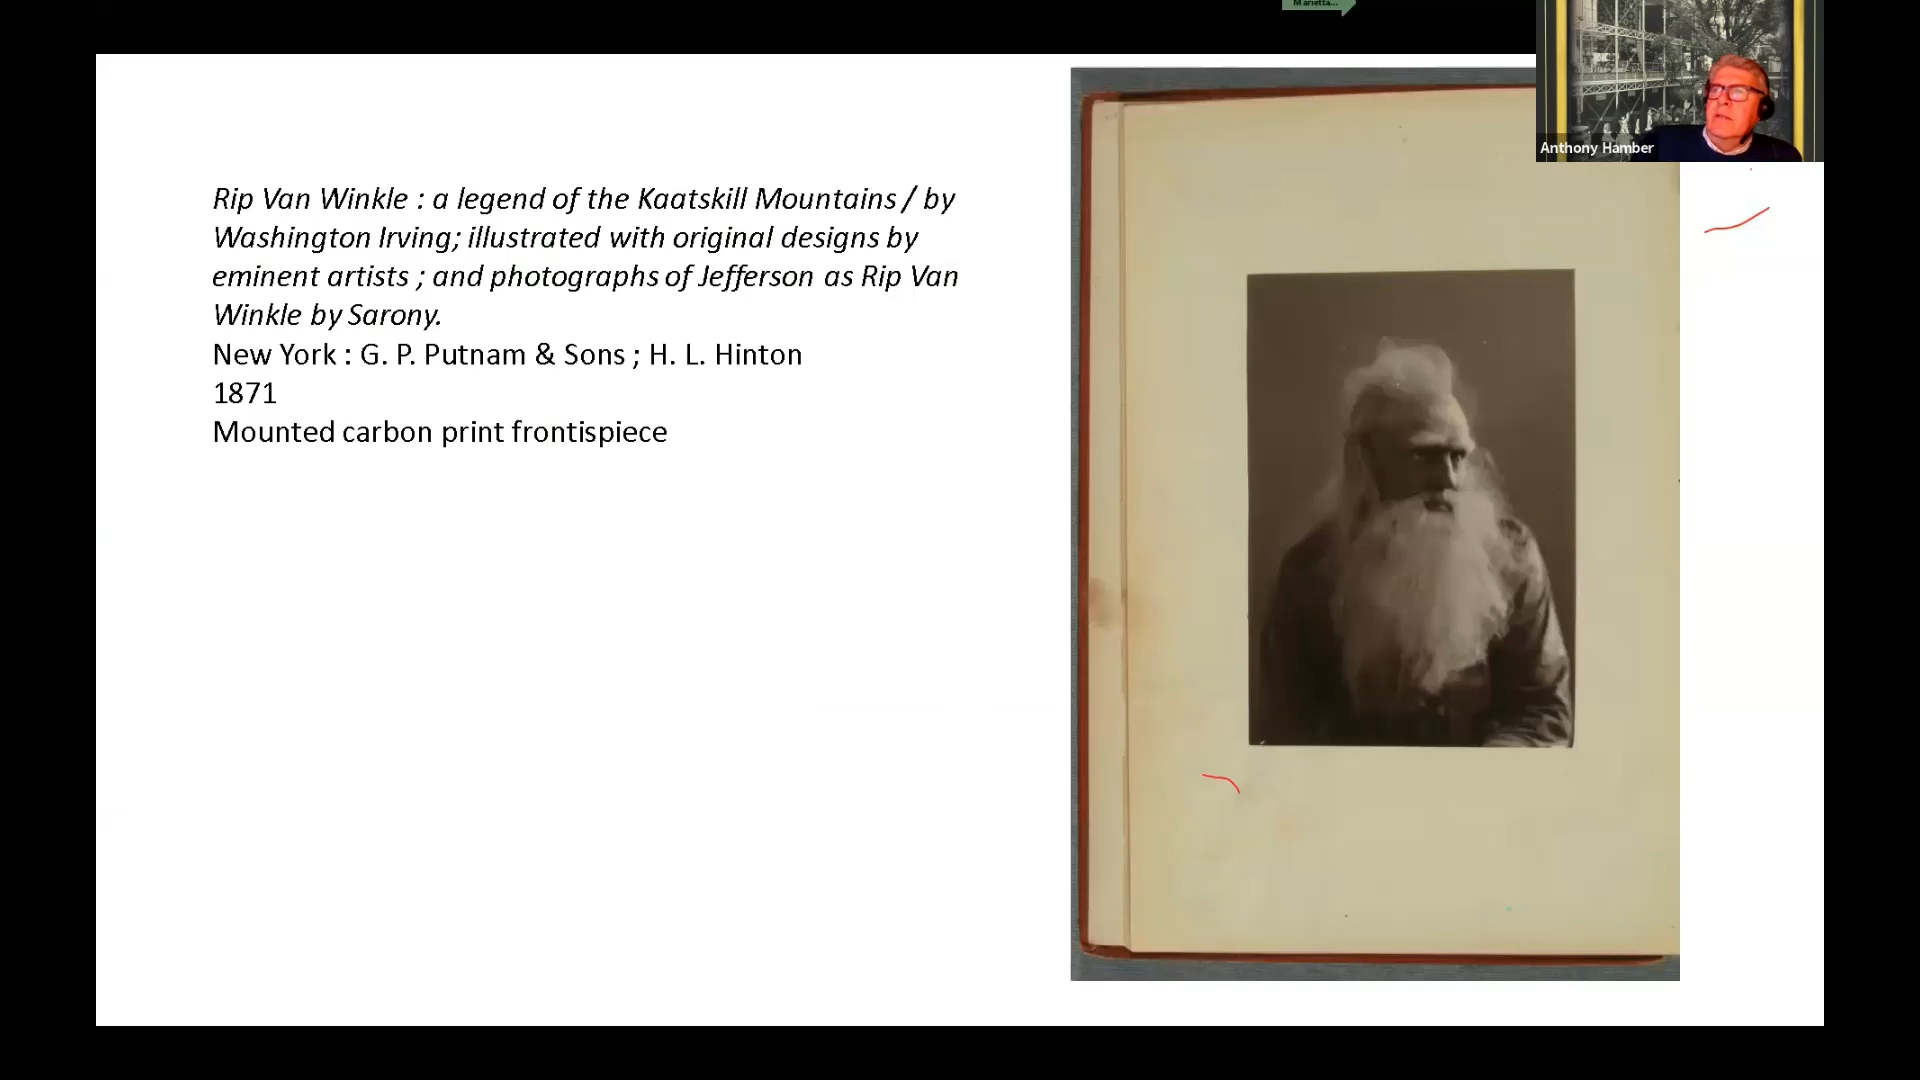 Marietta...
Anthony Hamber
Rip Van Winkle : a legend of the Kaatskill Mountains / by
Washington Irving; illustrated with original designs by
eminent artists ; and photographs of Jefferson as Rip Van
Winkle by Sarony.
New York : G. P. Putnam & Sons ; H. L. Hinton
1871
Mounted carbon print frontispiece